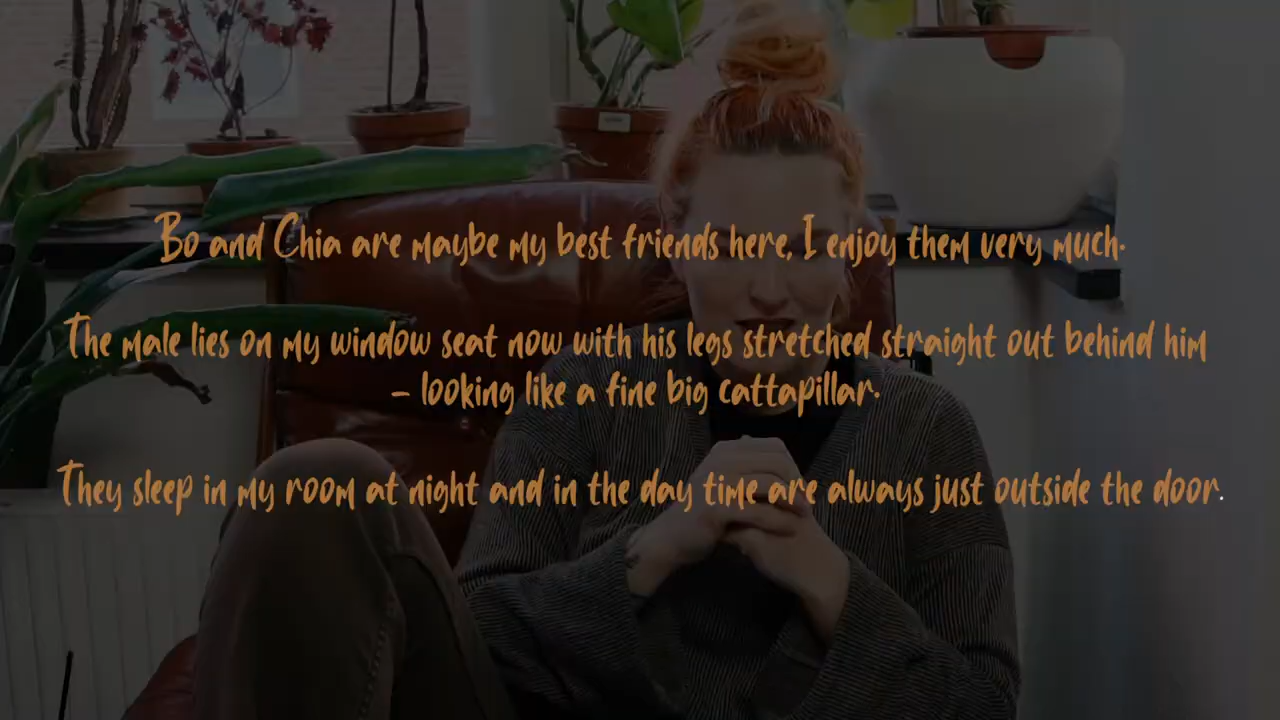 Bo and Chia are maybe my best friends here, I enjoy them very much.
The male lies on my window seat now with his legs stretched straight out behind him
- looking like a fine big cattapillar.
They sleep in my room at night and in the day time are always just outside the door.